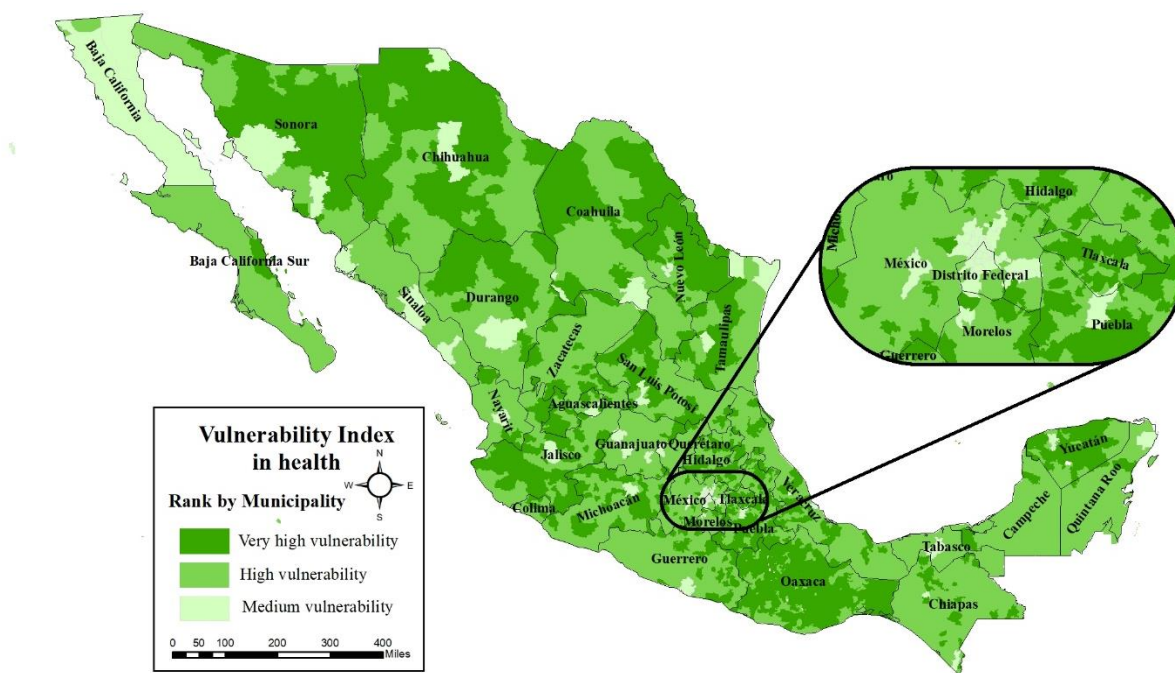 Baja California
Sonora
Chihuahua
Coahuila
Nuevo León
Baja California Sur
Sinaloa
Durango
Zacatecas
San Luis Potosí
Tamaulipas
Nayarit
Aguascalientes
Guanajuato
Querétaro
Hidalgo
Jalisco
Colima
Michoacán
México
Tlaxcala
Morelos
Puebla
Veracruz
Guerrero
Oaxaca
Tabasco
Chiapas
Campeche
Yucatán
Quintana Roo
Hidalgo
Micho
México
Distrito Federal
Tlaxcala
Morelos
Puebla
Guerrero
Vulnerability Index
in health
N
W
E
S
Rank by Municipality
Very high vulnerability
High vulnerability
Medium vulnerability
0 25 50 100 200 300 400
Miles